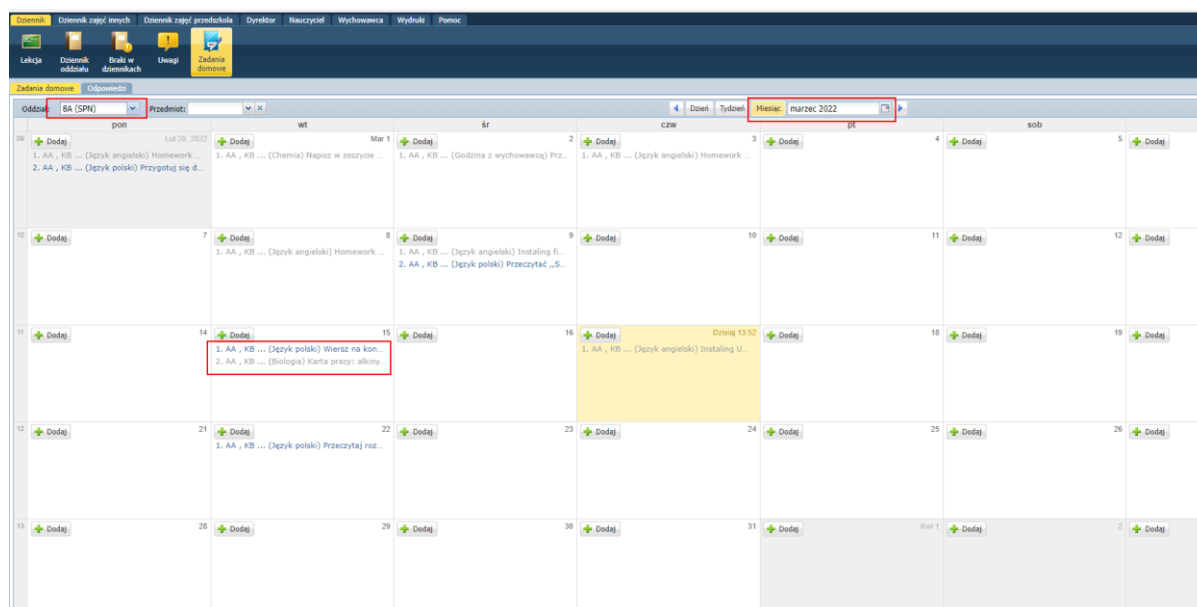 Dziennik Dziennik zajęć innych Dziennik zajęć przedszkola Dyrektor Nauczyciel Wychowawca Wydruki Pomoc
Lekcja Dziennik oddziału Braki w dziennikach Uwagi Zadania domowe
Zadania domowe Odpowiedzi
Oddział: 8A (SPN) Przedmiot: Dzień Tydzień Miesiąc marzec 2022
pon wt śr czw pt sob
09 Dodaj Lut 28, 2022 Dodaj Mar 1 Dodaj 2 Dodaj 3 Dodaj 4 Dodaj 5 Dodaj
1. AA , KB ... (Język angielski) Homework ... 1. AA , KB ... (Chemia) Napisz w zeszycie ... 1. AA , KB ... (Godzina z wychowawcą) Prz... 1. AA , KB ... (Język angielski) Homework ...
2. AA , KB ... (Język polski) Przygotuj się d...
10 Dodaj 7 Dodaj 8 Dodaj 9 Dodaj 10 Dodaj 11 Dodaj 12 Dodaj
1. AA , KB ... (Język angielski) Homework ... 1. AA , KB ... (Język angielski) Instaling fi...
2. AA , KB ... (Język polski) Przeczytać ,,S...
11 Dodaj 14 Dodaj 15 Dodaj 16 Dodaj Dzisiaj 13:52 Dodaj 18 Dodaj 19 Dodaj
1. AA , KB ... (Język polski) Wiersz na kon... 1. AA , KB ... (Język angielski) Instaling U...
2. AA , KB ... (Biologia) Karta pracy: alkiny...
12 Dodaj 21 Dodaj 22 Dodaj 23 Dodaj 24 Dodaj 25 Dodaj 26 Dodaj
1. AA , KB ... (Język polski) Przeczytaj roz...
13 Dodaj 28 Dodaj 29 Dodaj 30 Dodaj 31 Dodaj Kwi 1 Dodaj 2 Dodaj